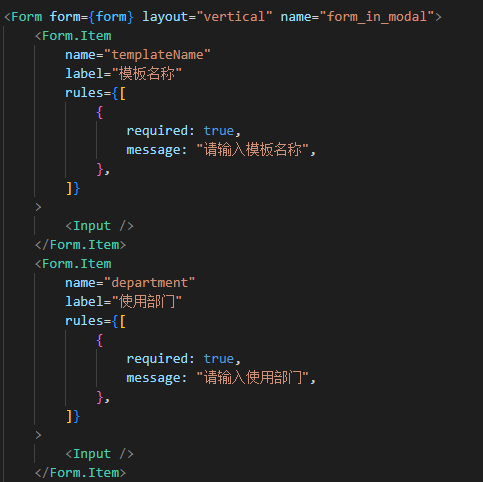 <Form form={form} layout="vertical" name="form_in_modal">
    <Form.Item
        name="templateName"
        label="模板名称"
        rules={[
            {
                required: true,
                message: "请输入模板名称",
            },
        ]}
    >
        <Input />
    </Form.Item>
    <Form.Item
        name="department"
        label="使用部门"
        rules={[
            {
                required: true,
                message: "请输入使用部门",
            },
        ]}
    >
        <Input />
    </Form.Item>